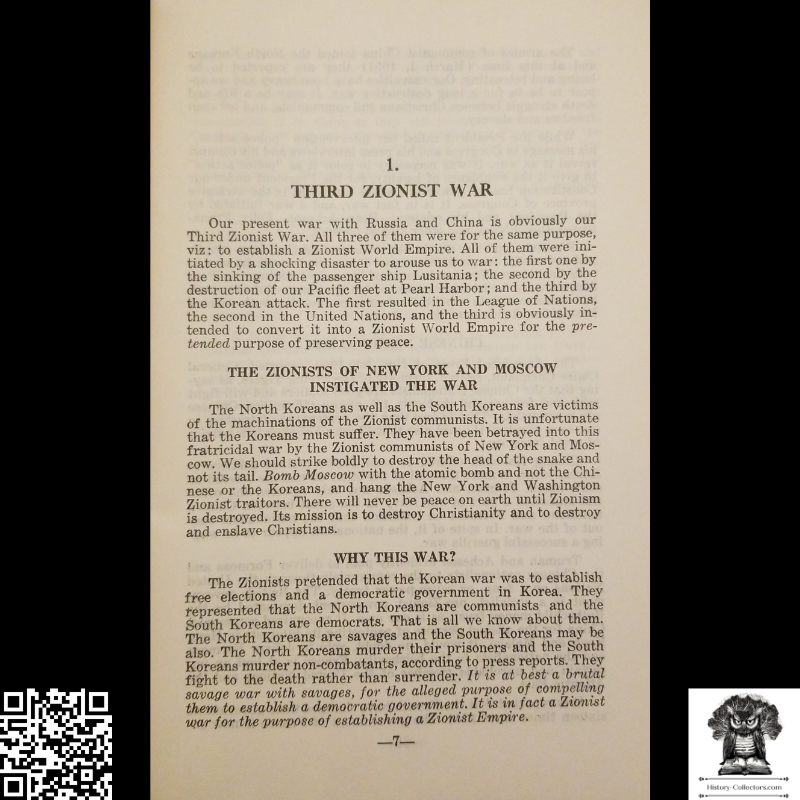 1.
THIRD ZIONIST WAR
Our present war with Russia and China is obviously our
Third Zionist War. All three of them were for the same purpose,
viz: to establish a Zionist World Empire. All of them were ini-
tiated by a shocking disaster to arouse us to war: the first one by
the sinking of the passenger ship Lusitania; the second by the
destruction of our Pacific fleet at Pearl Harbor; and the third by
the Korean attack. The first resulted in the League of Nations,
the second in the United Nations, and the third is obviously in-
tended to convert it into a Zionist World Empire for the pre-
tended purpose of preserving peace.
THE ZIONISTS OF NEW YORK AND MOSCOW
INSTIGATED THE WAR
The North Koreans as well as the South Koreans are victims
of the machinations of the Zionist communists. It is unfortunate
that the Koreans must suffer. They have been betrayed into this
fratricidal war by the Zionist communists of New York and Mos-
cow. We should strike boldly to destroy the head of the snake and
not its tail. Bomb Moscow with the atomic bomb and not the Chi-
nese or the Koreans, and hang the New York and Washington
Zionist traitors. There will never be peace on earth until Zionism
is destroyed. Its mission is to destroy Christianity and to destroy
and enslave Christians.
WHY THIS WAR?
The Zionists pretended that the Korean war was to establish
free elections and a democratic government in Korea. They
represented that the North Koreans are communists and the
South Koreans are democrats. That is all we know about them.
The North Koreans are savages and the South Koreans may be
also. The North Koreans murder their prisoners and the South
Koreans murder non-combatants, according to press reports. They
fight to the death rather than surrender. It is at best a brutal
savage war with savages, for the alleged purpose of compelling
them to establish a democratic government. It is in fact a Zionist
war for the purpose of establishing a Zionist Empire.
—7—
History-Collectors.com